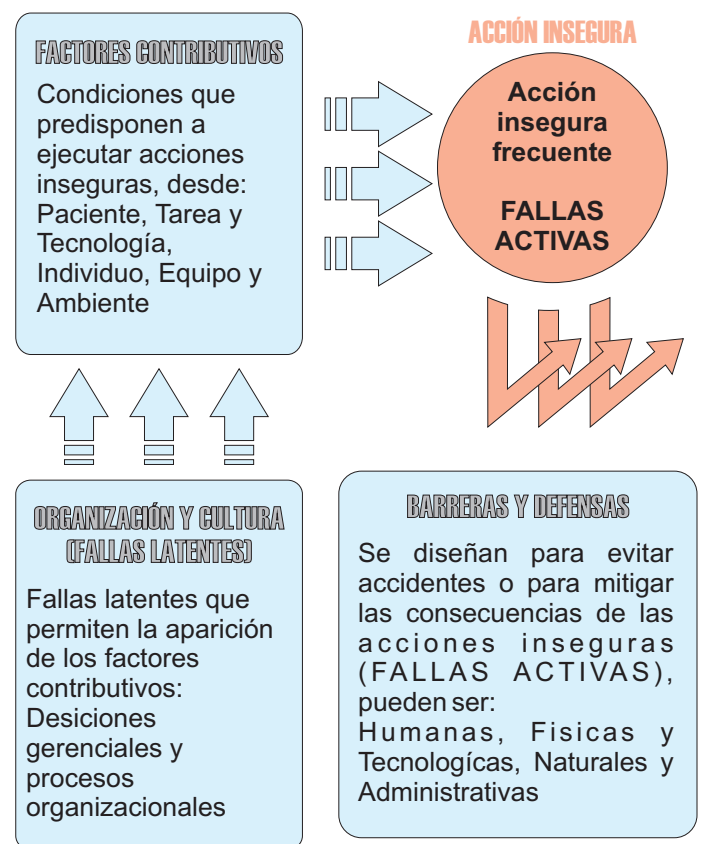 FACTORES CONTRIBUTIVOS
Condiciones que
predisponen a
ejecutar acciones
inseguras, desde:
Paciente, Tarea y
Tecnología,
Individuo, Equipo y
Ambiente
ACCIÓN INSEGURA
Acción
insegura
frecuente
FALLAS
ACTIVAS
ORGANIZACIÓN Y CULTURA
(FALLAS LATENTES)
Fallas latentes que
permiten la aparición
de los factores
contributivos:
Desiciones
gerenciales y
procesos
organizacionales
BARRERAS Y DEFENSAS
Se diseñan para evitar
accidentes o para mitigar
las consecuencias de las
acciones inseguras
(FALLAS ACTIVAS),
pueden ser:
Humanas, Fisicas y
Tecnologícas, Naturales y
Administrativas